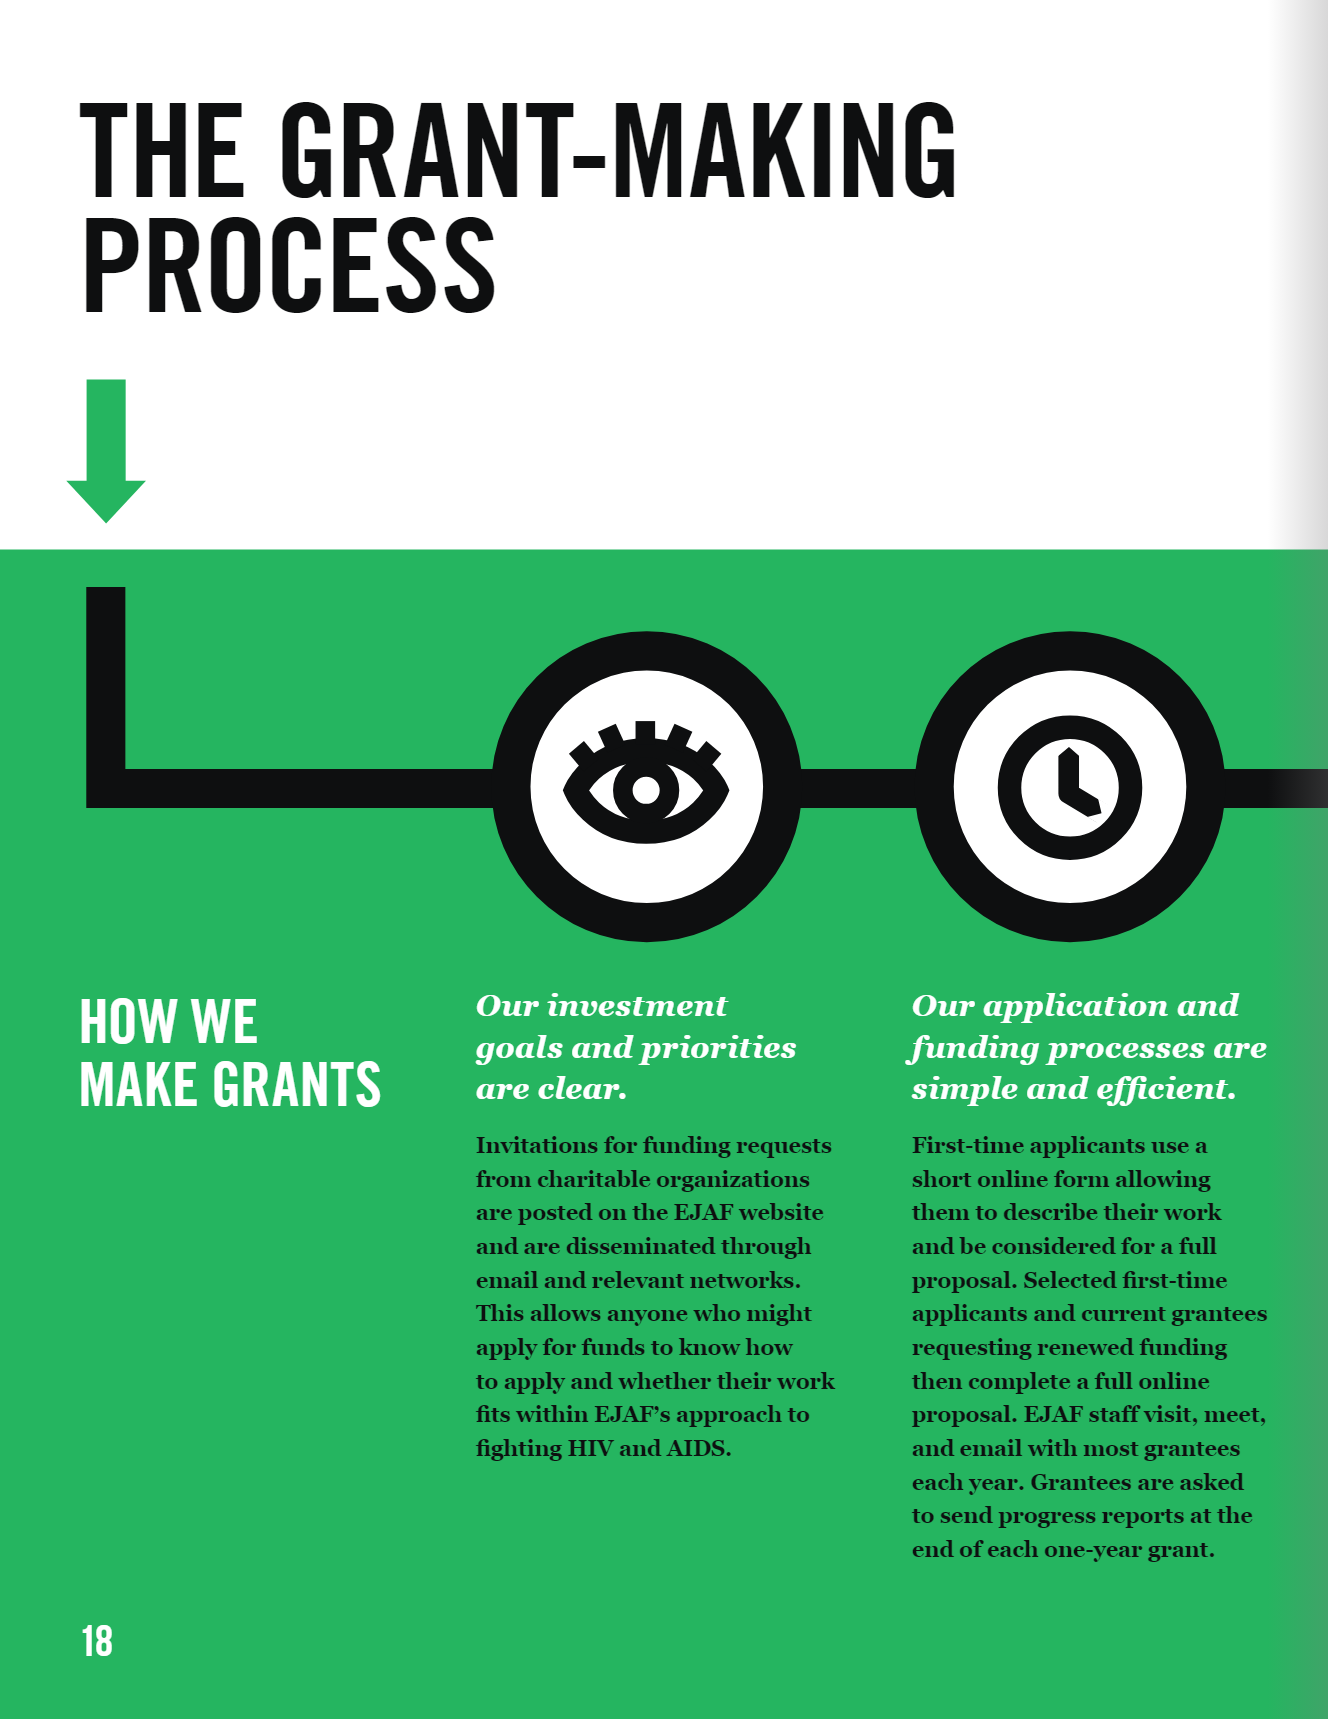 THE GRANT-MAKING
PROCESS
HOW WE
MAKE GRANTS
Our investment
goals and priorities
are clear.
Invitations for funding requests
from charitable organizations
are posted on the EJAF website
and are disseminated through
email and relevant networks.
This allows anyone who might
apply for funds to know how
to apply and whether their work
fits within EJAF’s approach to
fighting HIV and AIDS.
Our application and
funding processes are
simple and efficient.
First-time applicants use a
short online form allowing
them to describe their work
and be considered for a full
proposal. Selected first-time
applicants and current grantees
requesting renewed funding
then complete a full online
proposal. EJAF staff visit, meet,
and email with most grantees
each year. Grantees are asked
to send progress reports at the
end of each one-year grant.
18